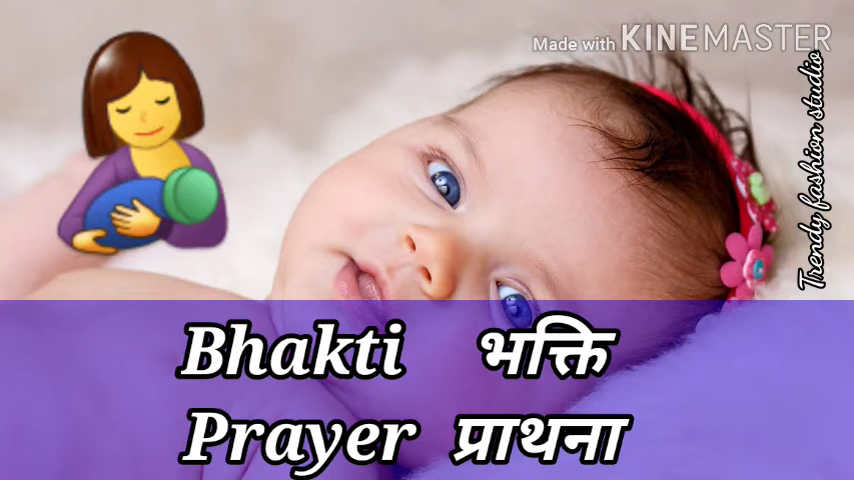 Made with KINEMASTER
Trendy fashion studio
Bhakti भक्ति
Prayer प्राथना